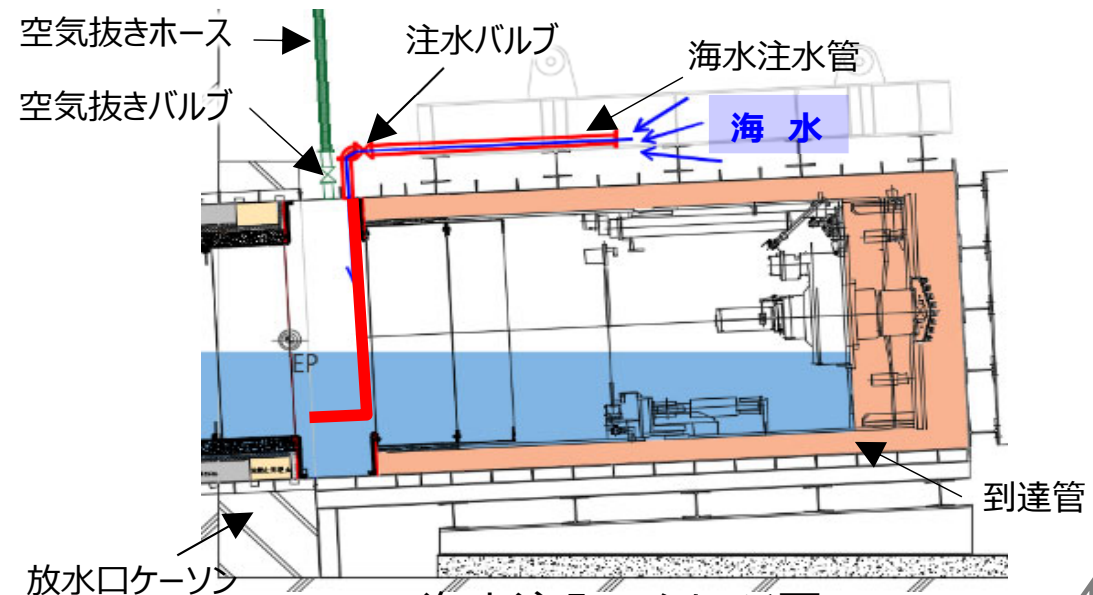 空気抜きホース
注水バルブ
海水注水管
空気抜きバルブ
海 水
EP
到達管
放水口ケーソン